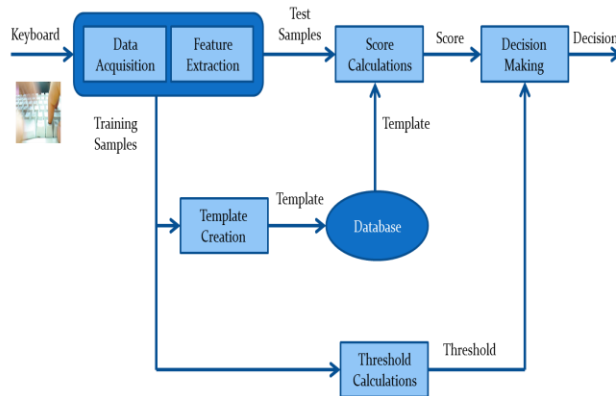 Keyboard
Data
Acquisition
Feature
Extraction
Test
Samples
Score
Calculations
Score
Decision
Making
Decision
Training
Samples
Template
Template
Creation
Template
Database
Threshold
Calculations
Threshold